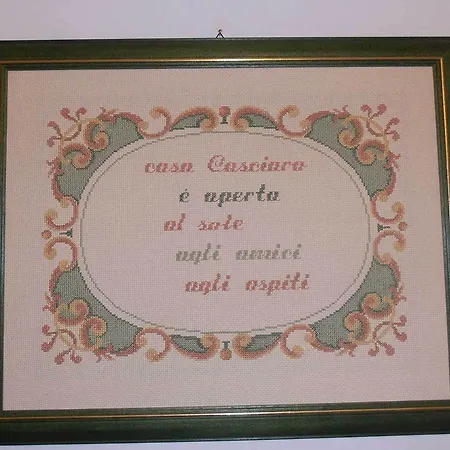 casa Casciaro
è aperta
al sole
agli amici
agli ospiti